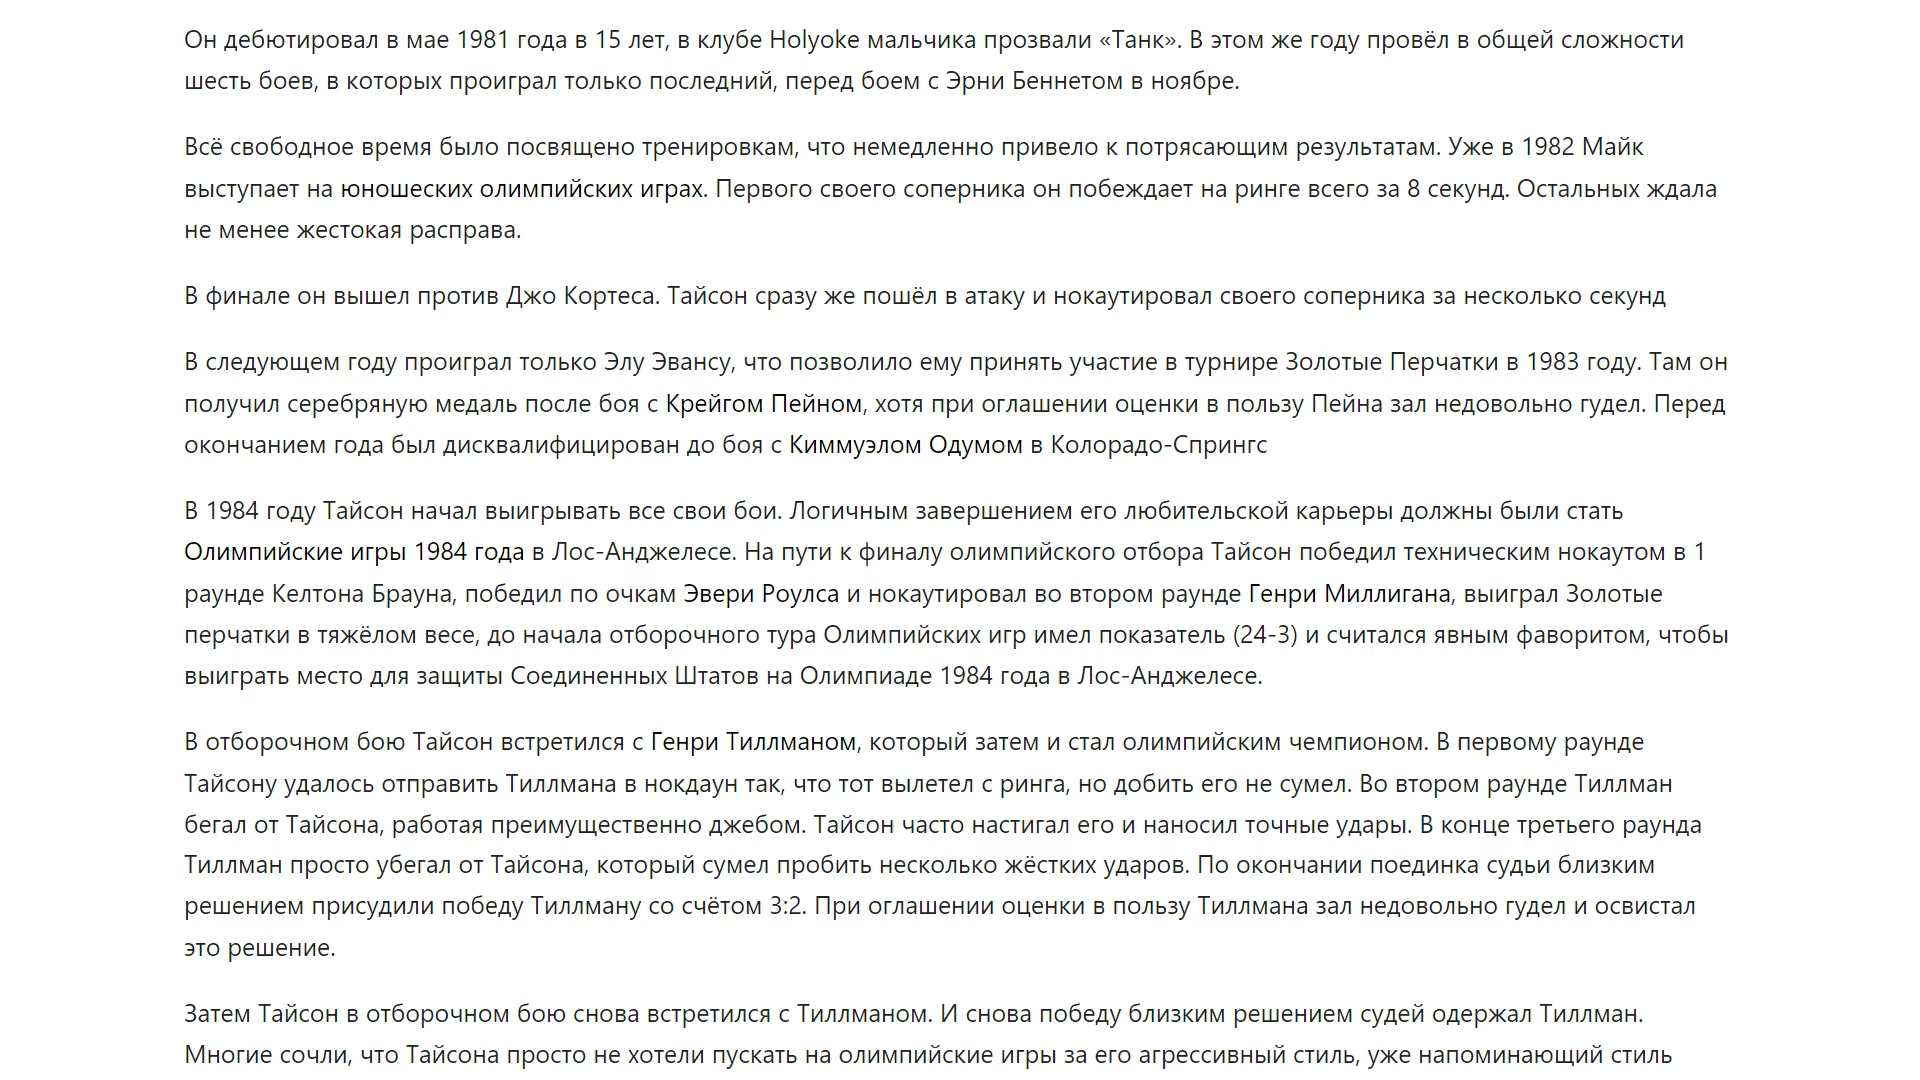 Он дебютировал в мае 1981 года в 15 лет, в клубе Holyoke мальчика прозвали «Танк». В этом же году провёл в общей сложности
шесть боев, в которых проиграл только последний, перед боем с Эрни Беннетом в ноябре.
Всё свободное время было посвящено тренировкам, что немедленно привело к потрясающим результатам. Уже в 1982 Майк
выступает на юношеских олимпийских играх. Первого своего соперника он побеждает на ринге всего за 8 секунд. Остальных ждала
не менее жестокая расправа.
В финале он вышел против Джо Кортеса. Тайсон сразу же пошёл в атаку и нокаутировал своего соперника за несколько секунд
В следующем году проиграл только Элу Эвансу, что позволило ему принять участие в турнире Золотые Перчатки в 1983 году. Там он
получил серебряную медаль после боя с Крейгом Пейном, хотя при оглашении оценки в пользу Пейна зал недовольно гудел. Перед
окончанием года был дисквалифицирован до боя с Киммуэлом Одумом в Колорадо-Спрингс
В 1984 году Тайсон начал выигрывать все свои бои. Логичным завершением его любительской карьеры должны были стать
Олимпийские игры 1984 года в Лос-Анджелесе. На пути к финалу олимпийского отбора Тайсон победил техническим нокаутом в 1
раунде Келтона Брауна, победил по очкам Эвери Роулса и нокаутировал во втором раунде Генри Миллигана, выиграл Золотые
перчатки в тяжёлом весе, до начала отборочного тура Олимпийских игр имел показатель (24-3) и считался явным фаворитом, чтобы
выиграть место для защиты Соединенных Штатов на Олимпиаде 1984 года в Лос-Анджелесе.
В отборочном бою Тайсон встретился с Генри Тиллманом, который затем и стал олимпийским чемпионом. В первому раунде
Тайсону удалось отправить Тиллмана в нокдаун так, что тот вылетел с ринга, но добить его не сумел. Во втором раунде Тиллман
бегал от Тайсона, работая преимущественно джебом. Тайсон часто настигал его и наносил точные удары. В конце третьего раунда
Тиллман просто убегал от Тайсона, который сумел пробить несколько жёстких ударов. По окончании поединка судьи близким
решением присудили победу Тиллману со счётом 3:2. При оглашении оценки в пользу Тиллмана зал недовольно гудел и освистал
это решение.
Затем Тайсон в отборочном бою снова встретился с Тиллманом. И снова победу близким решением судей одержал Тиллман.
Многие сочли, что Тайсона просто не хотели пускать на олимпийские игры за его агрессивный стиль, уже напоминающий стиль